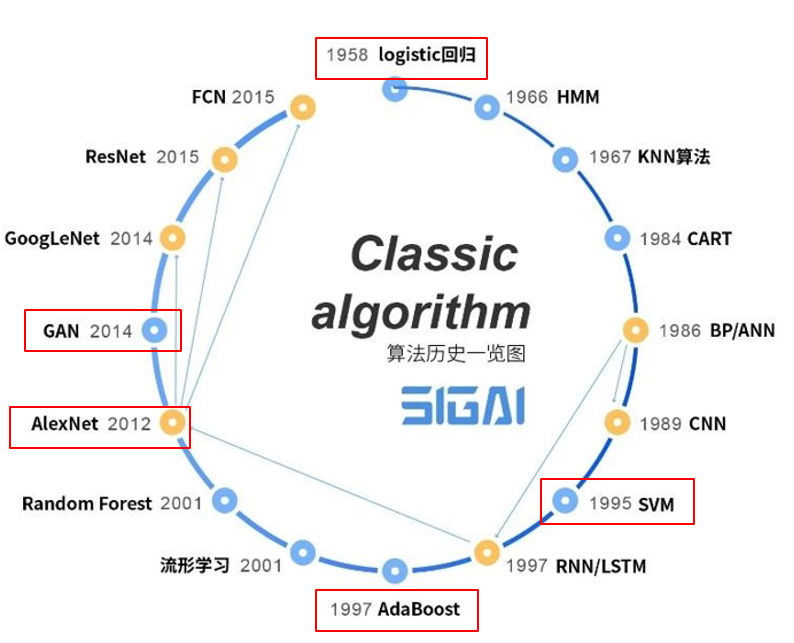 1958 logistic回归
FCN 2015
1966 HMM
ResNet 2015
1967 KNN算法
GoogLeNet 2014
1984 CART
Classic
algorithm
算法历史一览图
SIGAI
GAN 2014
1986 BP/ANN
AlexNet 2012
1989 CNN
Random Forest 2001
1995 SVM
流形学习 2001
1997 RNN/LSTM
1997 AdaBoost